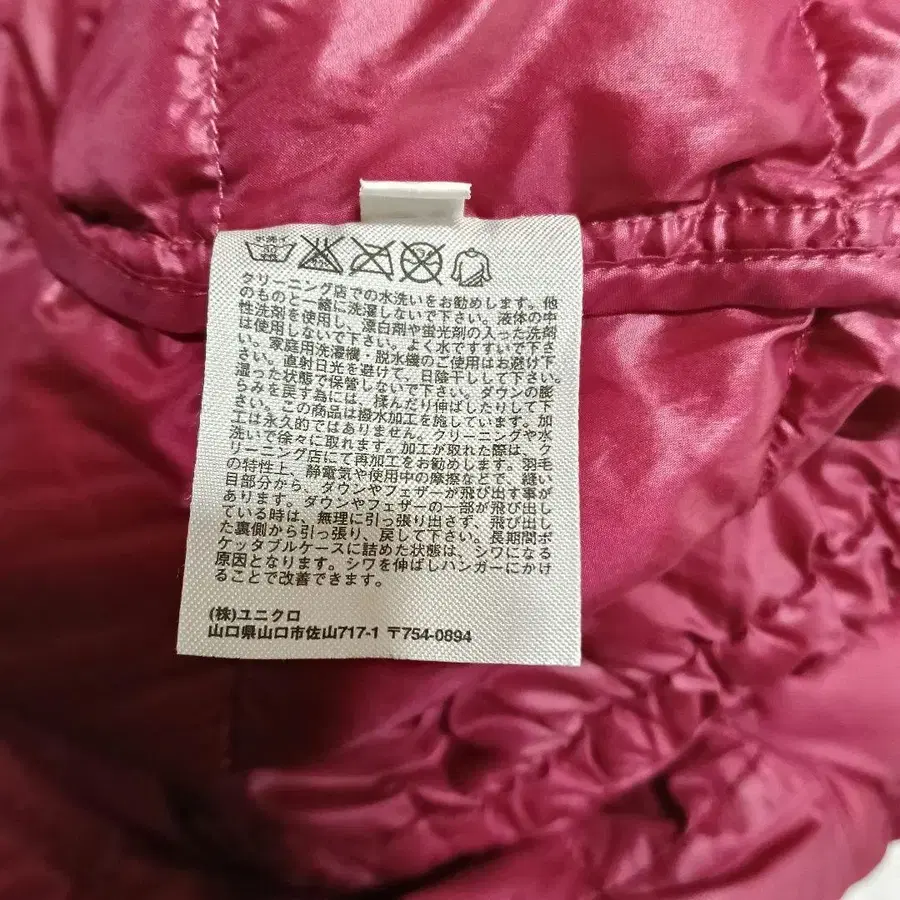 手洗イ
30
クリーニング店での水洗いをお勧めします。他
のものと一緒に洗濯しないで下さい。液体の中
性洗剤を使用し、漂白剤や蛍光剤の入った洗剤
は使用しないで下さい。よく水ですすいで下さ
い。家庭用洗濯機・脱水機のご使用はお避け下
さい。直射日光を避けて、日陰干しして下さい。
湿った状態で保管しないで下さい。ダウンの膨
らみを戻す為には、揉んだり伸ばしたりして下
さい。この商品は撥水加工を施しています。加
工は永久的ではありません。クリーニングや水
洗いで徐々に取れます。加工が取れた際は、ク
リーニング店にて再加工をお勧めします。羽毛
の特性上、静電気や使用中の摩擦などで、縫い
目部分から、ダウンやフェザーが飛び出す事が
あります。ダウンやフェザーの一部が飛び出し
ている時は、無理に引っ張り出さず、飛び出し
た裏側から引っ張り、戻して下さい。長期間ポ
ケッタブルケースに詰めた状態は、シワになる
原因となります。シワを伸ばしハンガーにかけ
ることで改善できます。
(株)ユニクロ
山口県山口市佐山717-1 〒754-0894